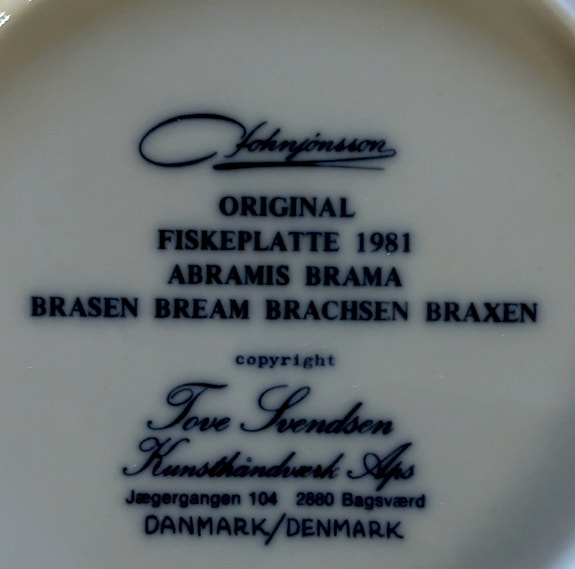 Johnjónsson
ORIGINAL
FISKEPLATTE 1981
ABRAMIS BRAMA
BRASEN BREAM BRACHSEN BRAXEN
copyright
Tove Svendsen
Kunsthåndværk Aps
Jægergangen 104 2880 Bagsværd
DANMARK/DENMARK